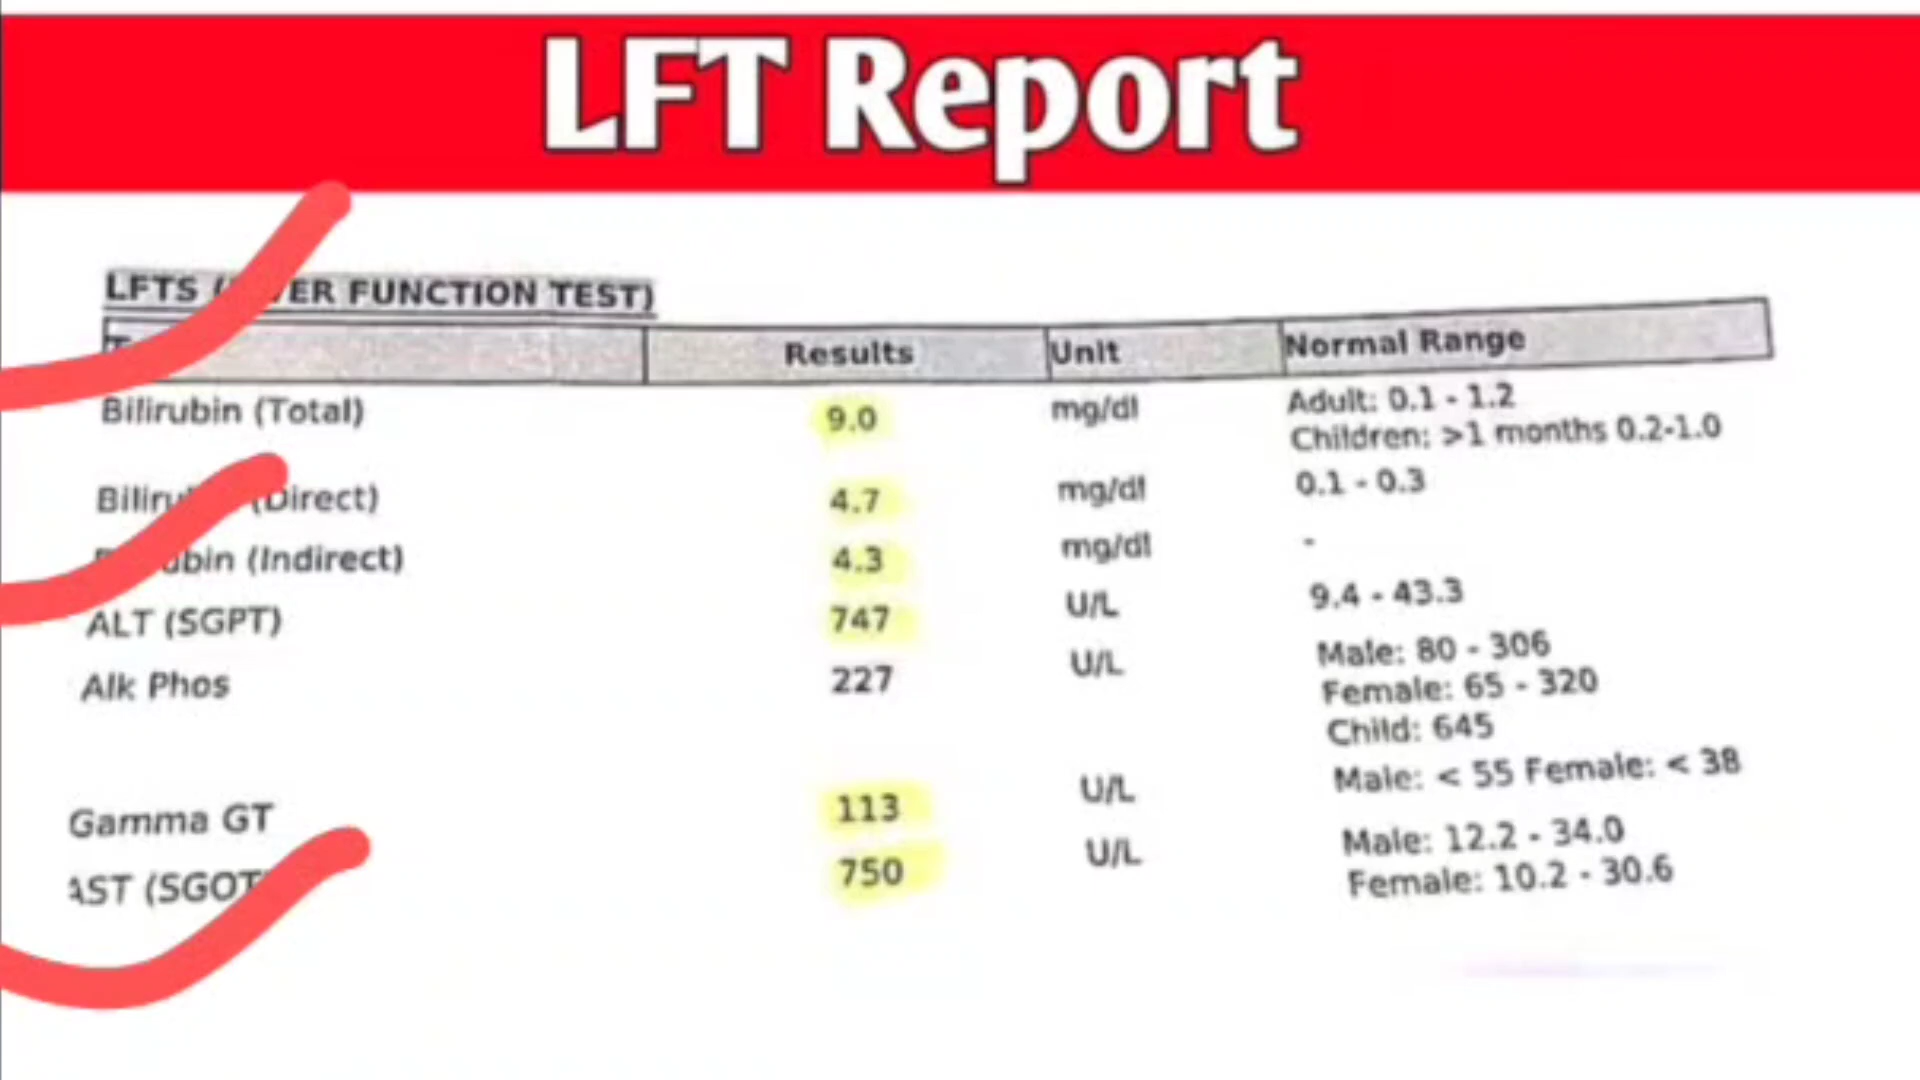 LFT Report
LFTS ( ER FUNCTION TEST)
Results Unit Normal Range
Bilirubin (Total) 9.0 mg/dl Adult: 0.1 - 1.2
Children: >1 months 0.2-1.0
(Direct) 4.7 mg/dl 0.1 - 0.3
(Indirect) 4.3 mg/dl -
ALT (SGPT) 747 U/L 9.4 - 43.3
Alk Phos 227 U/L Male: 80 - 306
Female: 65 - 320
Child: 645
Gamma GT 113 U/L Male: < 55 Female: < 38
AST (SGOT 750 U/L Male: 12.2 - 34.0
Female: 10.2 - 30.6